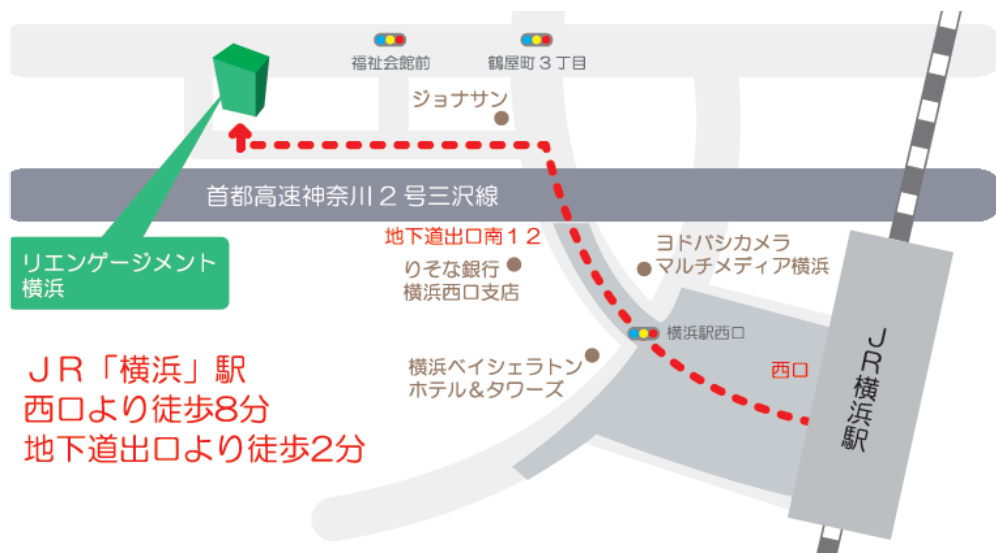 福祉会館前
鶴屋町3丁目
ジョナサン
首都高速神奈川2号三沢線
地下道出口南12
リエンゲージメント
横浜
りそな銀行
横浜西口支店
ヨドバシカメラ
マルチメディア横浜
横浜駅西口
横浜ベイシェラトン
ホテル&タワーズ
西口
JR横浜駅
JR「横浜」駅
西口より徒歩8分
地下道出口より徒歩2分